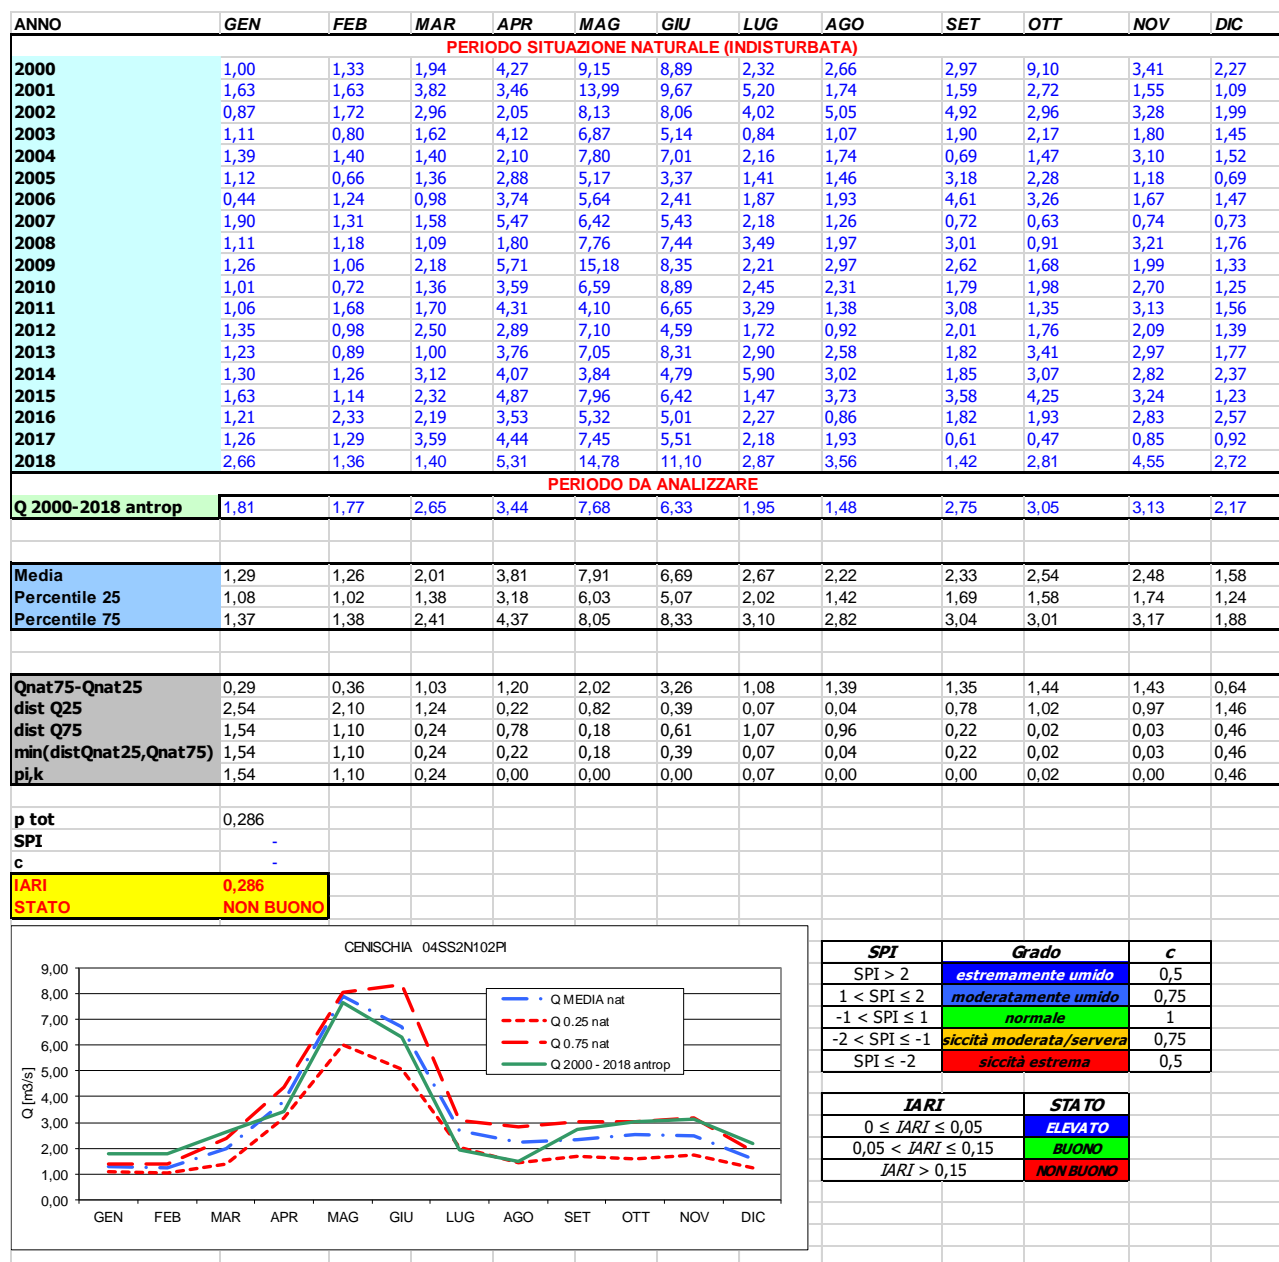 ANNO GEN FEB MAR APR MAG GIU LUG AGO SET OTT NOV DIC
PERIODO SITUAZIONE NATURALE (INDISTURBATA)
2000 1,00 1,33 1,94 4,27 9,15 8,89 2,32 2,66 2,97 9,10 3,41 2,27
2001 1,63 1,63 3,82 3,46 13,99 9,67 5,20 1,74 1,59 2,72 1,55 1,09
2002 0,87 1,72 2,96 2,05 8,13 8,06 4,02 5,05 4,92 2,96 3,28 1,99
2003 1,11 0,80 1,62 4,12 6,87 5,14 0,84 1,07 1,90 2,17 1,80 1,45
2004 1,39 1,40 1,40 2,10 7,80 7,01 2,16 1,74 0,69 1,47 3,10 1,52
2005 1,12 0,66 1,36 2,88 5,17 3,37 1,41 1,46 3,18 2,28 1,18 0,69
2006 0,44 1,24 0,98 3,74 5,64 2,41 1,87 1,93 4,61 3,26 1,67 1,47
2007 1,90 1,31 1,58 5,47 6,42 5,43 2,18 1,26 0,72 0,63 0,74 0,73
2008 1,11 1,18 1,09 1,80 7,76 7,44 3,49 1,97 3,01 0,91 3,21 1,76
2009 1,26 1,06 2,18 5,71 15,18 8,35 2,21 2,97 2,62 1,68 1,99 1,33
2010 1,01 0,72 1,36 3,59 6,59 8,89 2,45 2,31 1,79 1,98 2,70 1,25
2011 1,06 1,68 1,70 4,31 4,10 6,65 3,29 1,38 3,08 1,35 3,13 1,56
2012 1,35 0,98 2,50 2,89 7,10 4,59 1,72 0,92 2,01 1,76 2,09 1,39
2013 1,23 0,89 1,00 3,76 7,05 8,31 2,90 2,58 1,82 3,41 2,97 1,77
2014 1,30 1,26 3,12 4,07 3,84 4,79 5,90 3,02 1,85 3,07 2,82 2,37
2015 1,63 1,14 2,32 4,87 7,96 6,42 1,47 3,73 3,58 4,25 3,24 1,23
2016 1,21 2,33 2,19 3,53 5,32 5,01 2,27 0,86 1,82 1,93 2,83 2,57
2017 1,26 1,29 3,59 4,44 7,45 5,51 2,18 1,93 0,61 0,47 0,85 0,92
2018 2,66 1,36 1,40 5,31 14,78 11,10 2,87 3,56 1,42 2,81 4,55 2,72
PERIODO DA ANALIZZARE
Q 2000-2018 antrop 1,81 1,77 2,65 3,44 7,68 6,33 1,95 1,48 2,75 3,05 3,13 2,17
Media 1,29 1,26 2,01 3,81 7,91 6,69 2,67 2,22 2,33 2,54 2,48 1,58
Percentile 25 1,08 1,02 1,38 3,18 6,03 5,07 2,02 1,42 1,69 1,58 1,74 1,24
Percentile 75 1,37 1,38 2,41 4,37 8,05 8,33 3,10 2,82 3,04 3,01 3,17 1,88
Qnat75-Qnat25 0,29 0,36 1,03 1,20 2,02 3,26 1,08 1,39 1,35 1,44 1,43 0,64
dist Q25 2,54 2,10 1,24 0,22 0,82 0,39 0,07 0,04 0,78 1,02 0,97 1,46
dist Q75 1,54 1,10 0,24 0,78 0,18 0,61 1,07 0,96 0,22 0,02 0,03 0,46
min(distQnat25,Qnat75) 1,54 1,10 0,24 0,22 0,18 0,39 0,07 0,04 0,22 0,02 0,03 0,46
pi,k 1,54 1,10 0,24 0,00 0,00 0,00 0,07 0,00 0,00 0,02 0,00 0,46
p tot 0,286
SPI -
c -
IARI 0,286
STATO NON BUONO
CENISCHIA 04SS2N102PI
Q [m3/s]
9,00
8,00
7,00
6,00
5,00
4,00
3,00
2,00
1,00
0,00
Q MEDIA nat
Q 0.25 nat
Q 0.75 nat
Q 2000 - 2018 antrop
GEN FEB MAR APR MAG GIU LUG AGO SET OTT NOV DIC
SPI Grado c
SPI > 2 estremamente umido 0,5
1 < SPI ≤ 2 moderatamente umido 0,75
-1 < SPI ≤ 1 normale 1
-2 < SPI ≤ -1 siccità moderata/servera 0,75
SPI ≤ -2 siccità estrema 0,5
IARI STATO
0 ≤ IARI ≤ 0,05 ELEVATO
0,05 < IARI ≤ 0,15 BUONO
IARI > 0,15 NON BUONO